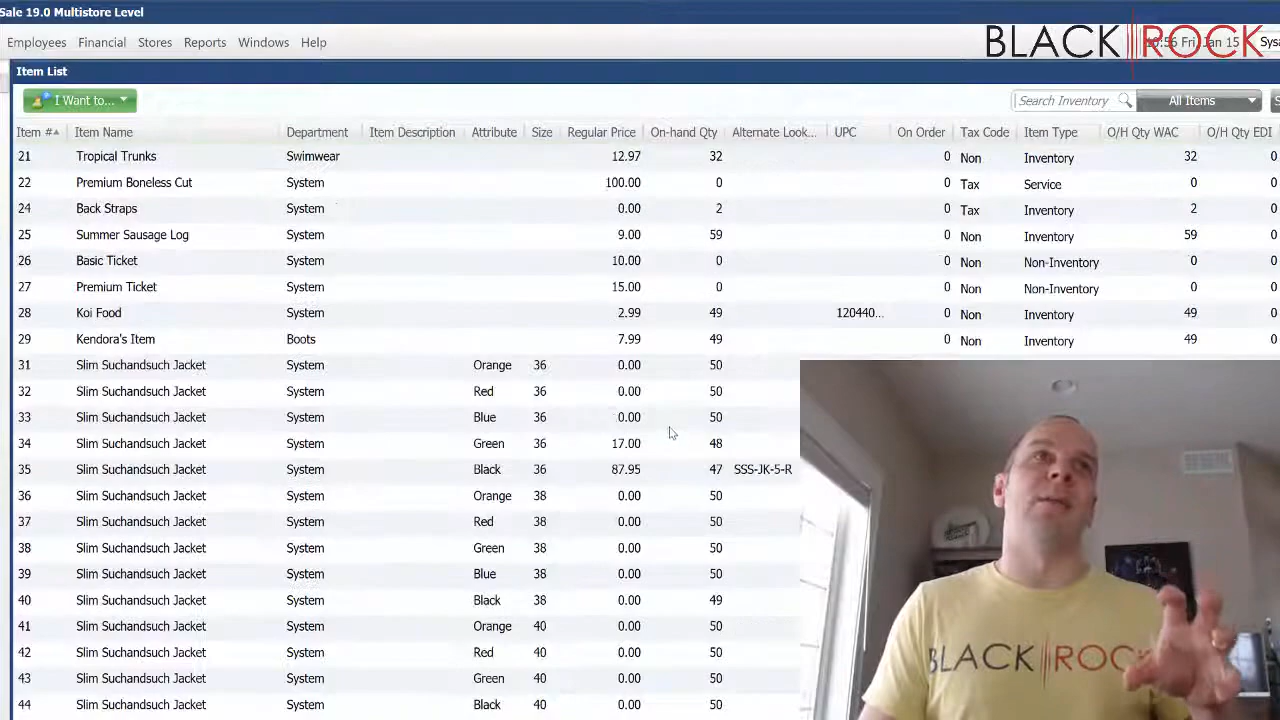 Sale 19.0 Multistore Level
Employees Financial Stores Reports Windows Help
BLACK ROCK
:56 Fri, Jan 15 Sysa
Item List
I Want to... Search Inventory All Items S
Item # Item Name Department Item Description Attribute Size Regular Price On-hand Qty Alternate Look... UPC On Order Tax Code Item Type O/H Qty WAC O/H Qty EDI
21 Tropical Trunks Swimwear 12.97 32 0 Non Inventory 32 0
22 Premium Boneless Cut System 100.00 0 0 Tax Service 0 0
24 Back Straps System 0.00 2 0 Tax Inventory 2 0
25 Summer Sausage Log System 9.00 59 0 Non Inventory 59 0
26 Basic Ticket System 10.00 0 0 Non Non-Inventory 0 0
27 Premium Ticket System 15.00 0 0 Non Non-Inventory 0 0
28 Koi Food System 2.99 49 120440... 0 Non Inventory 49 0
29 Kendora's Item Boots 7.99 49 0 Non Inventory 49 0
31 Slim Suchandsuch Jacket System Orange 36 0.00 50
32 Slim Suchandsuch Jacket System Red 36 0.00 50
33 Slim Suchandsuch Jacket System Blue 36 0.00 50
34 Slim Suchandsuch Jacket System Green 36 17.00 48
35 Slim Suchandsuch Jacket System Black 36 87.95 47 SSS-JK-5-R
36 Slim Suchandsuch Jacket System Orange 38 0.00 50
37 Slim Suchandsuch Jacket System Red 38 0.00 50
38 Slim Suchandsuch Jacket System Green 38 0.00 50
39 Slim Suchandsuch Jacket System Blue 38 0.00 50
40 Slim Suchandsuch Jacket System Black 38 0.00 49
41 Slim Suchandsuch Jacket System Orange 40 0.00 50
42 Slim Suchandsuch Jacket System Red 40 0.00 50
43 Slim Suchandsuch Jacket System Green 40 0.00 50
44 Slim Suchandsuch Jacket System Black 40 0.00 50
BLACK ROC